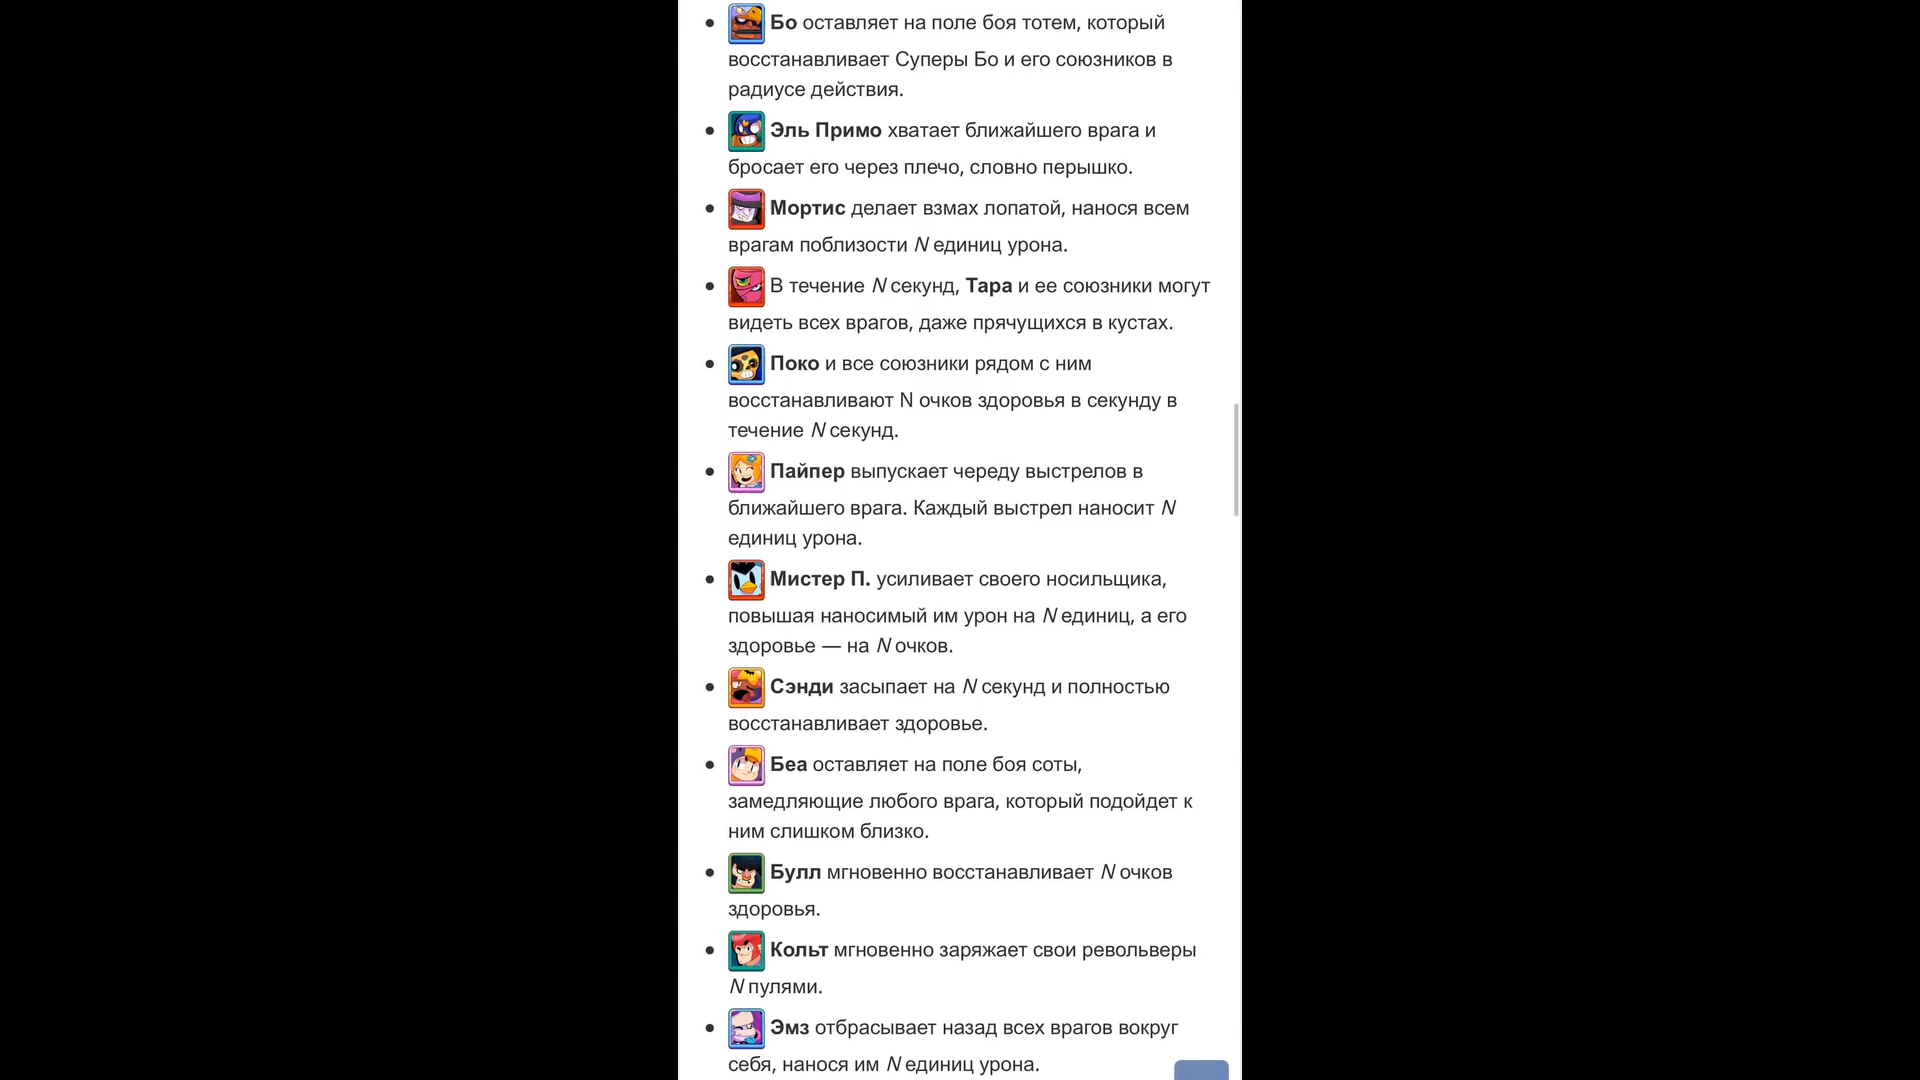 Бо оставляет на поле боя тотем, который
восстанавливает Суперы Бо и его союзников в
радиусе действия.
Эль Примо хватает ближайшего врага и
бросает его через плечо, словно перышко.
Мортис делает взмах лопатой, нанося всем
врагам поблизости N единиц урона.
В течение N секунд, Тара и ее союзники могут
видеть всех врагов, даже прячущихся в кустах.
Поко и все союзники рядом с ним
восстанавливают N очков здоровья в секунду в
течение N секунд.
Пайпер выпускает череду выстрелов в
ближайшего врага. Каждый выстрел наносит N
единиц урона.
Мистер П. усиливает своего носильщика,
повышая наносимый им урон на N единиц, а его
здоровье — на N очков.
Сэнди засыпает на N секунд и полностью
восстанавливает здоровье.
Беа оставляет на поле боя соты,
замедляющие любого врага, который подойдет к
ним слишком близко.
Булл мгновенно восстанавливает N очков
здоровья.
Кольт мгновенно заряжает свои револьверы
N пулями.
Эмз отбрасывает назад всех врагов вокруг
себя, нанося им N единиц урона.